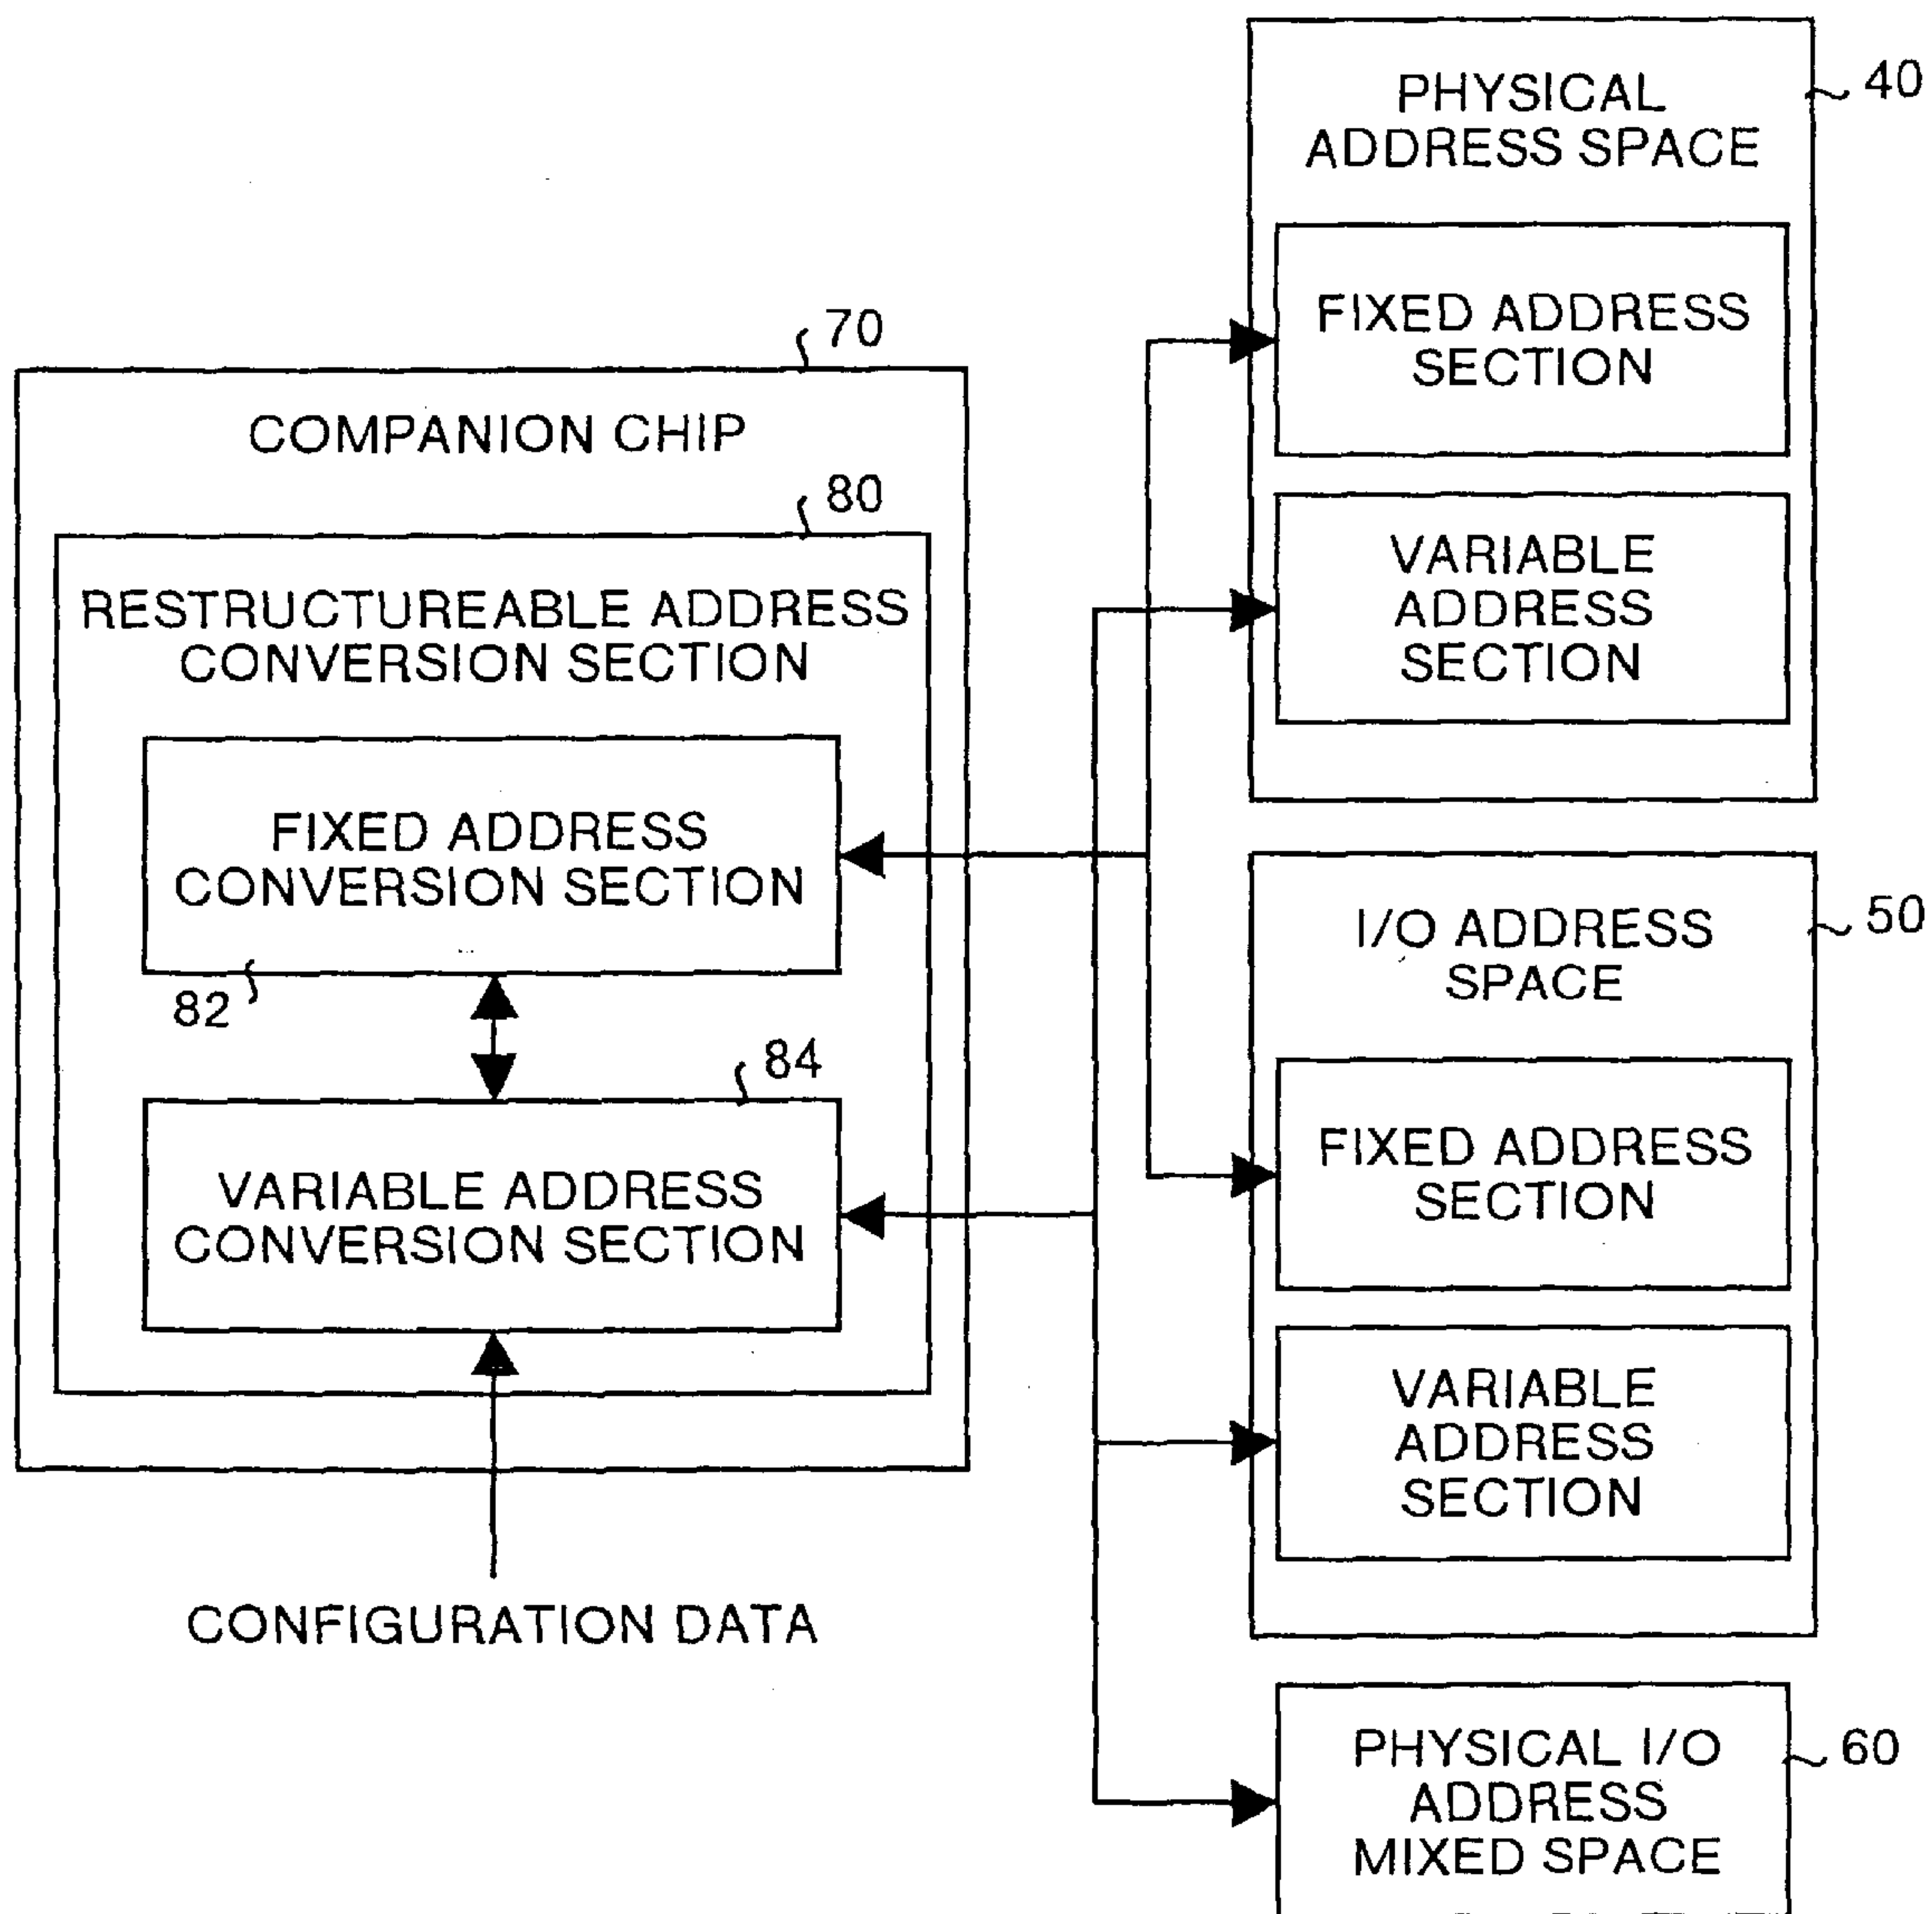 70
COMPANION CHIP
80
RESTRUCTUREABLE ADDRESS
CONVERSION SECTION
FIXED ADDRESS
CONVERSION SECTION
82
84
VARIABLE ADDRESS
CONVERSION SECTION
CONFIGURATION DATA
40
PHYSICAL
ADDRESS SPACE
FIXED ADDRESS
SECTION
VARIABLE
ADDRESS
SECTION
50
I/O ADDRESS
SPACE
FIXED ADDRESS
SECTION
VARIABLE
ADDRESS
SECTION
60
PHYSICAL I/O
ADDRESS
MIXED SPACE